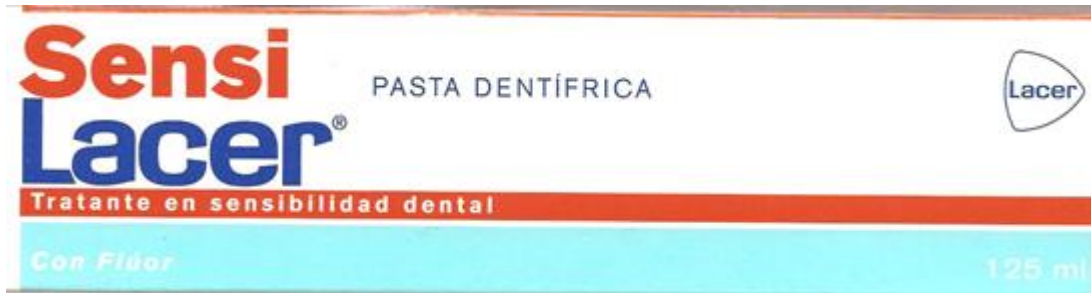 Sensi
Lacer®
PASTA DENTÍFRICA
Lacer
Tratante en sensibilidad dental
Con Flúor
125 ml